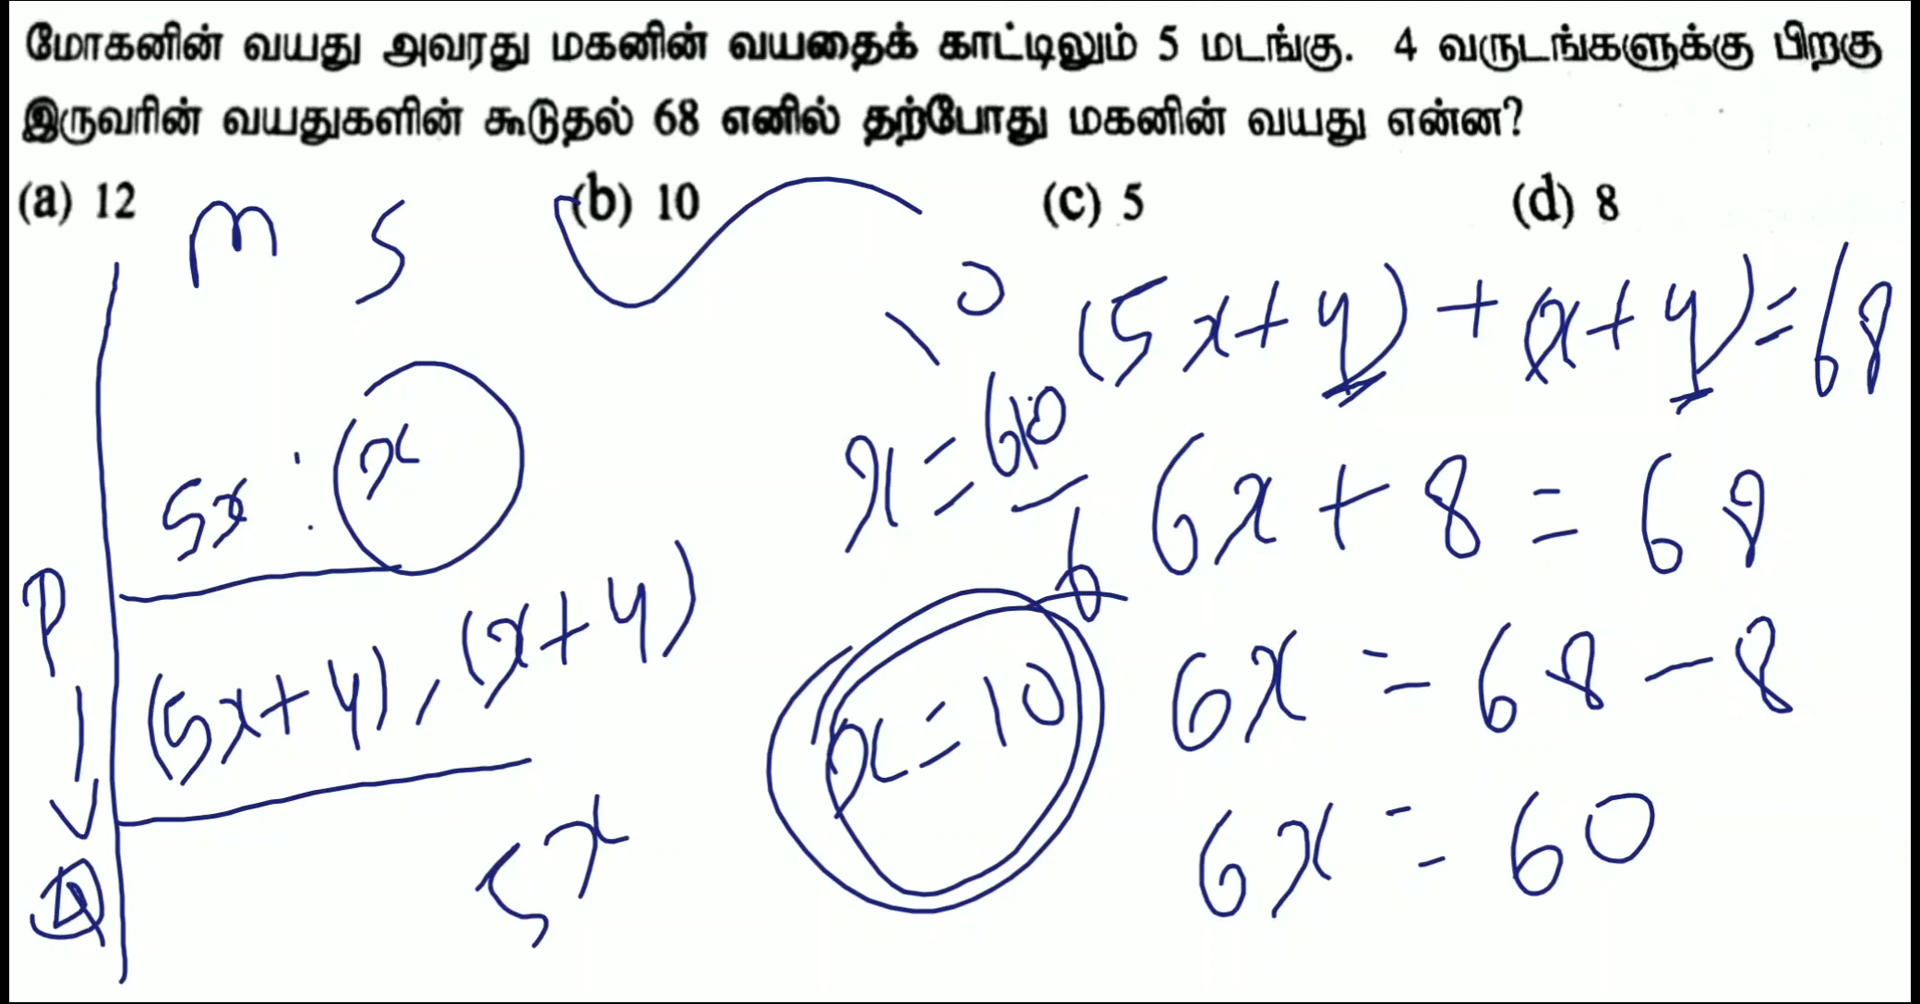 மோகனின் வயது அவரது மகனின் வயதைக் காட்டிலும் 5 மடங்கு. 4 வருடங்களுக்கு பிறகு
இருவரின் வயதுகளின் கூடுதல் 68 எனில் தற்போது மகனின் வயது என்ன?
(a) 12 (b) 10 (c) 5 (d) 8
M S
5x : x
P
(5x+4), (x+4)
5x
(5x+4) + (x+4) = 68
6x + 8 = 68
6x = 68 - 8
6x = 60
x = 60/6
10
x = 10